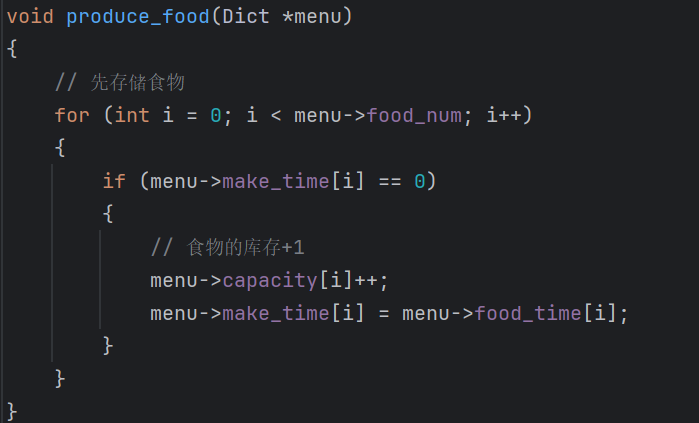 void produce_food(Dict *menu)
{
    // 先存储食物
    for (int i = 0; i < menu->food_num; i++)
    {
        if (menu->make_time[i] == 0)
        {
            // 食物的库存+1
            menu->capacity[i]++;
            menu->make_time[i] = menu->food_time[i];
        }
    }
}